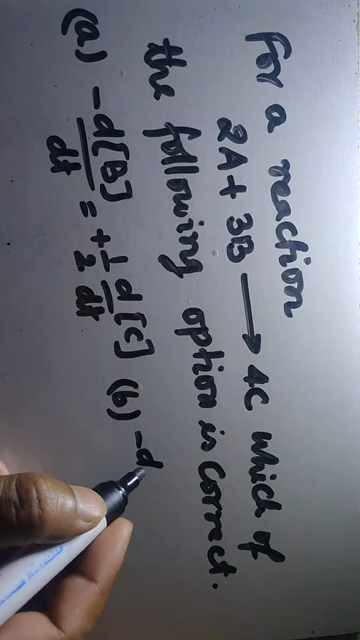 For a reaction
2A + 3B ⟶ 4C which of
the following option is correct.
(a) -d[B]/dt = +1/2 d[C]/dt (b) -d